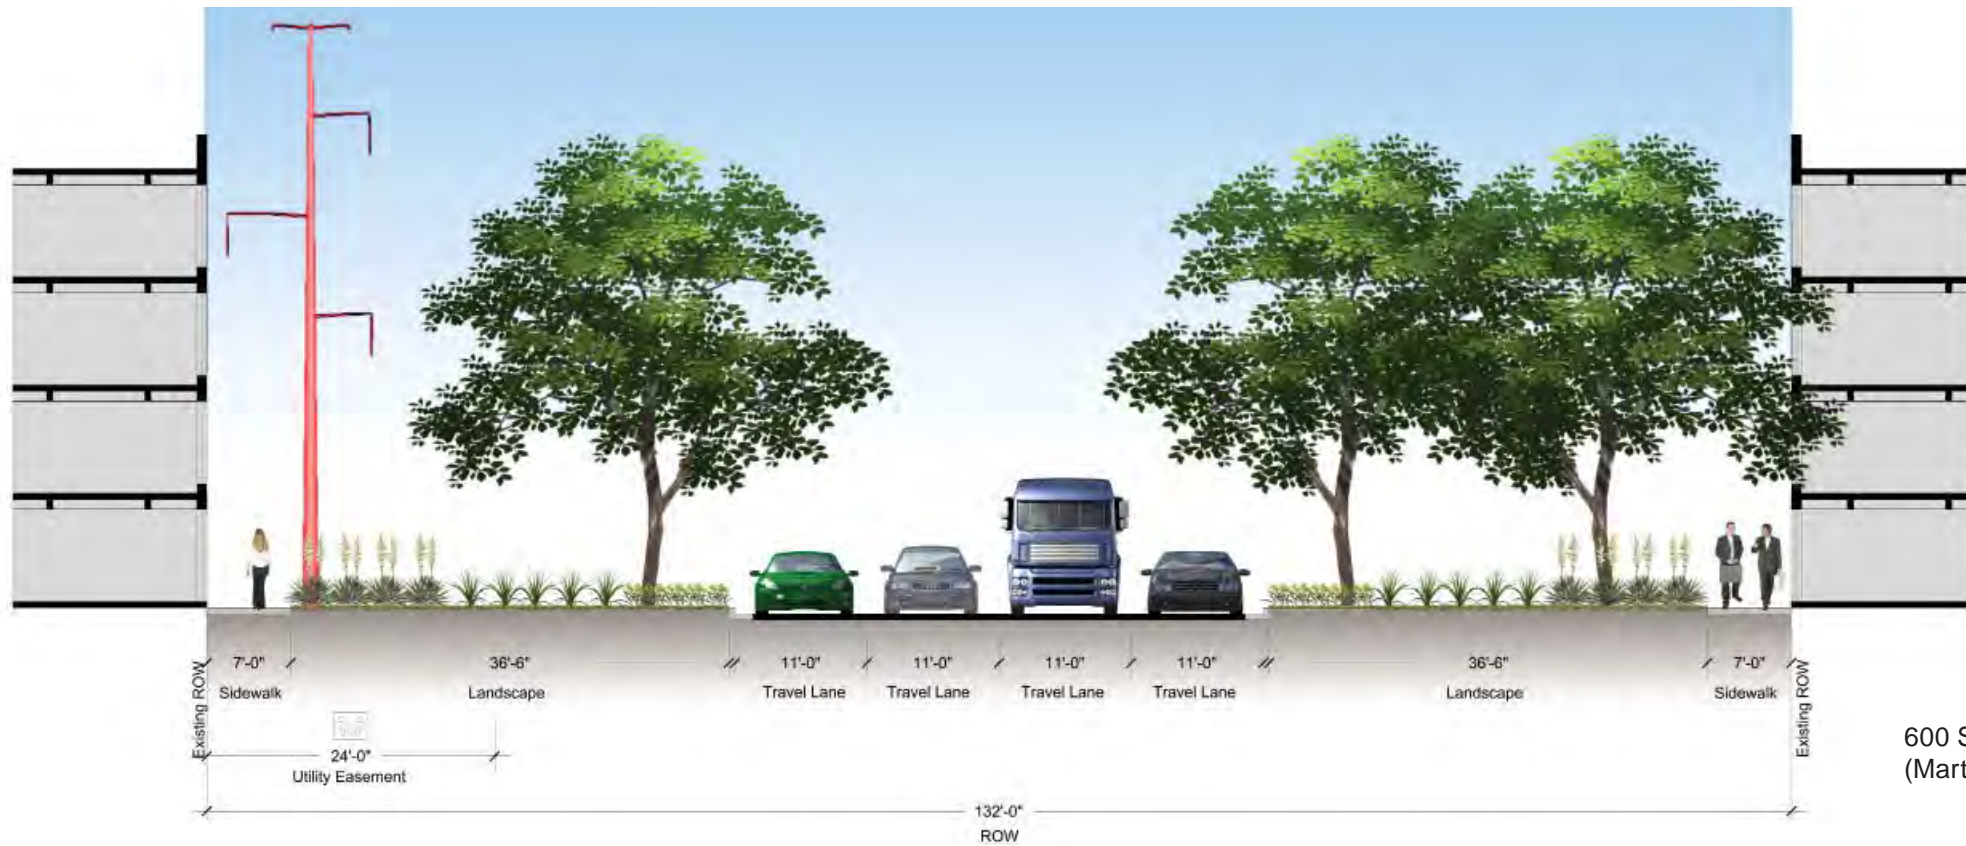 7'-0" 36'-6" 11'-0" 11'-0" 11'-0" 11'-0" 36'-6" 7'-0"
Sidewalk Landscape Travel Lane Travel Lane Travel Lane Travel Lane Landscape Sidewalk
Existing ROW
Existing ROW
24'-0"
Utility Easement
600 S
(Mart
132'-0"
ROW